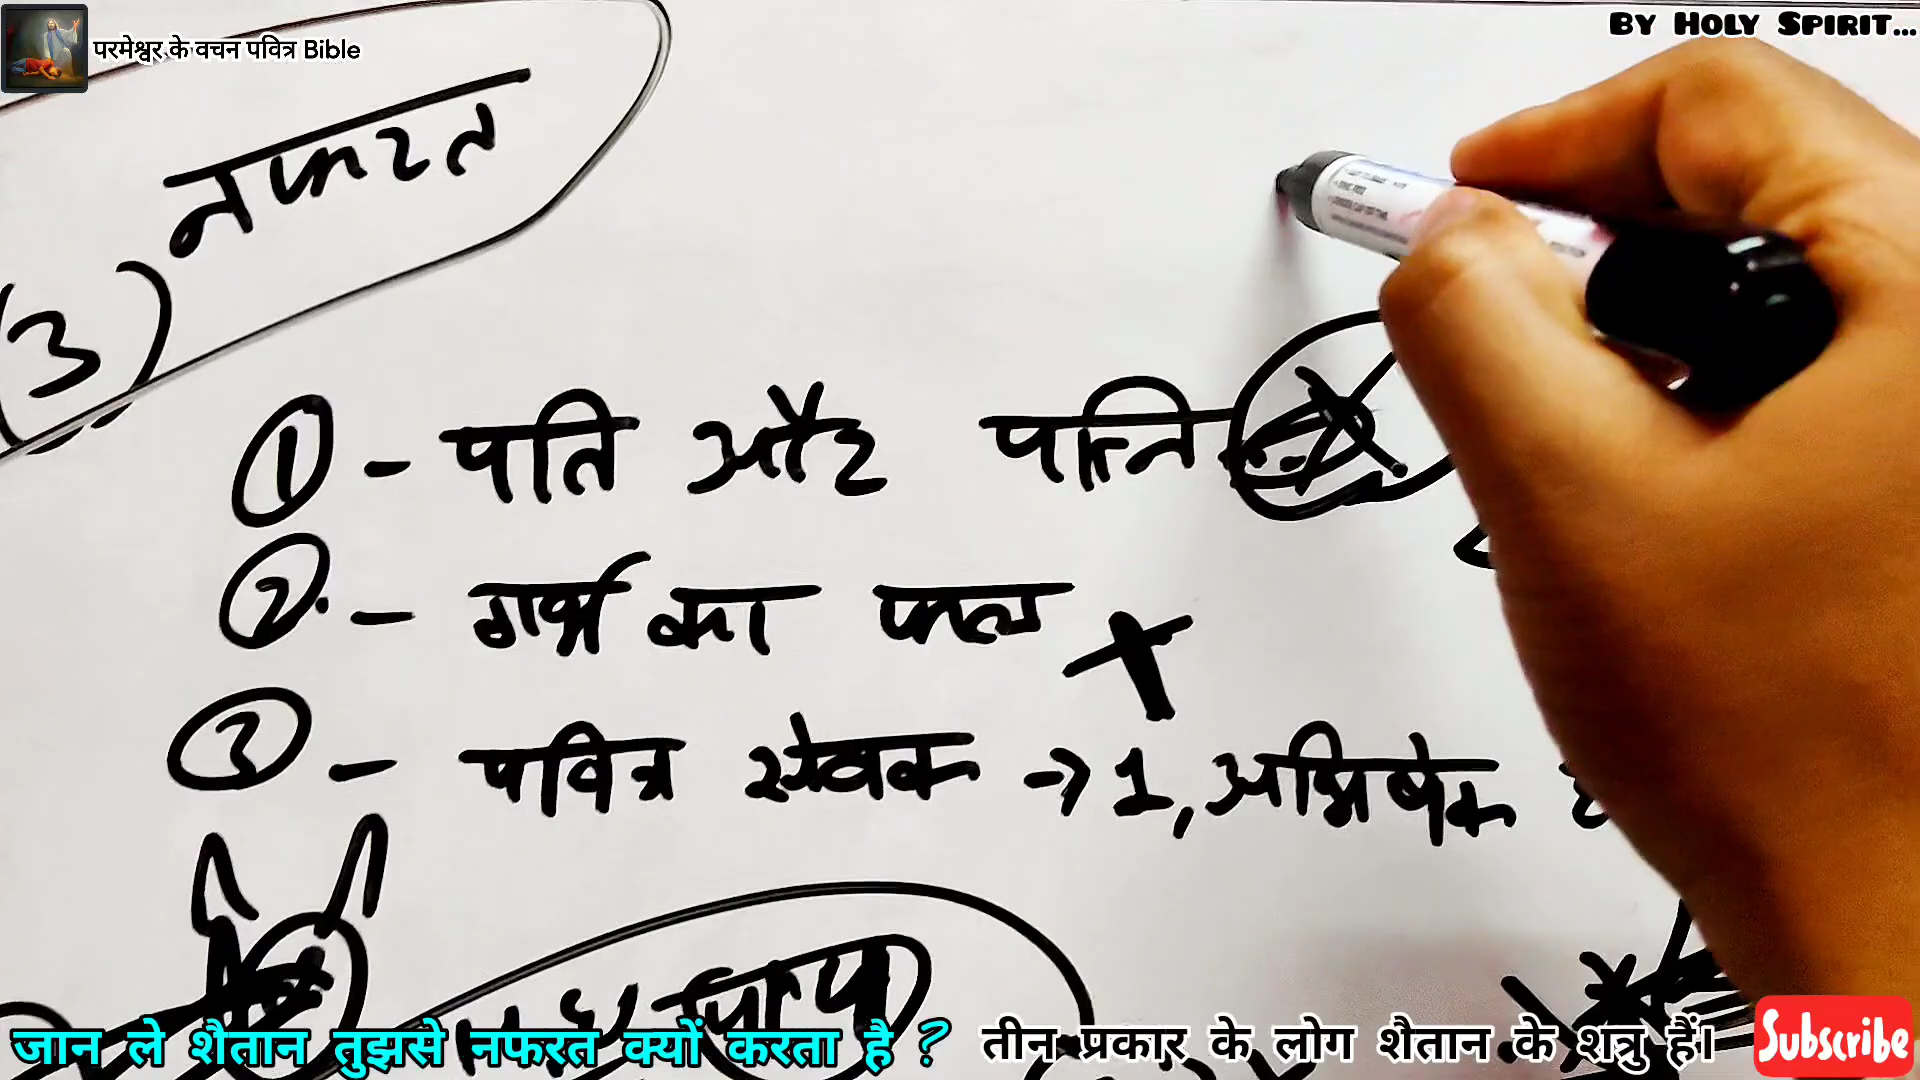 परमेश्वर के वचन पवित्र Bible
By Holy Spirit...
(3) नफरत
① - पति और पत्नि
② - गर्भ का फल
③ - पवित्र सेवक → 1, अभिषेक
पाप
जान ले शैतान तुझसे नफरत क्यों करता है ? तीन प्रकार के लोग शैतान के शत्रु हैं।
Subscribe